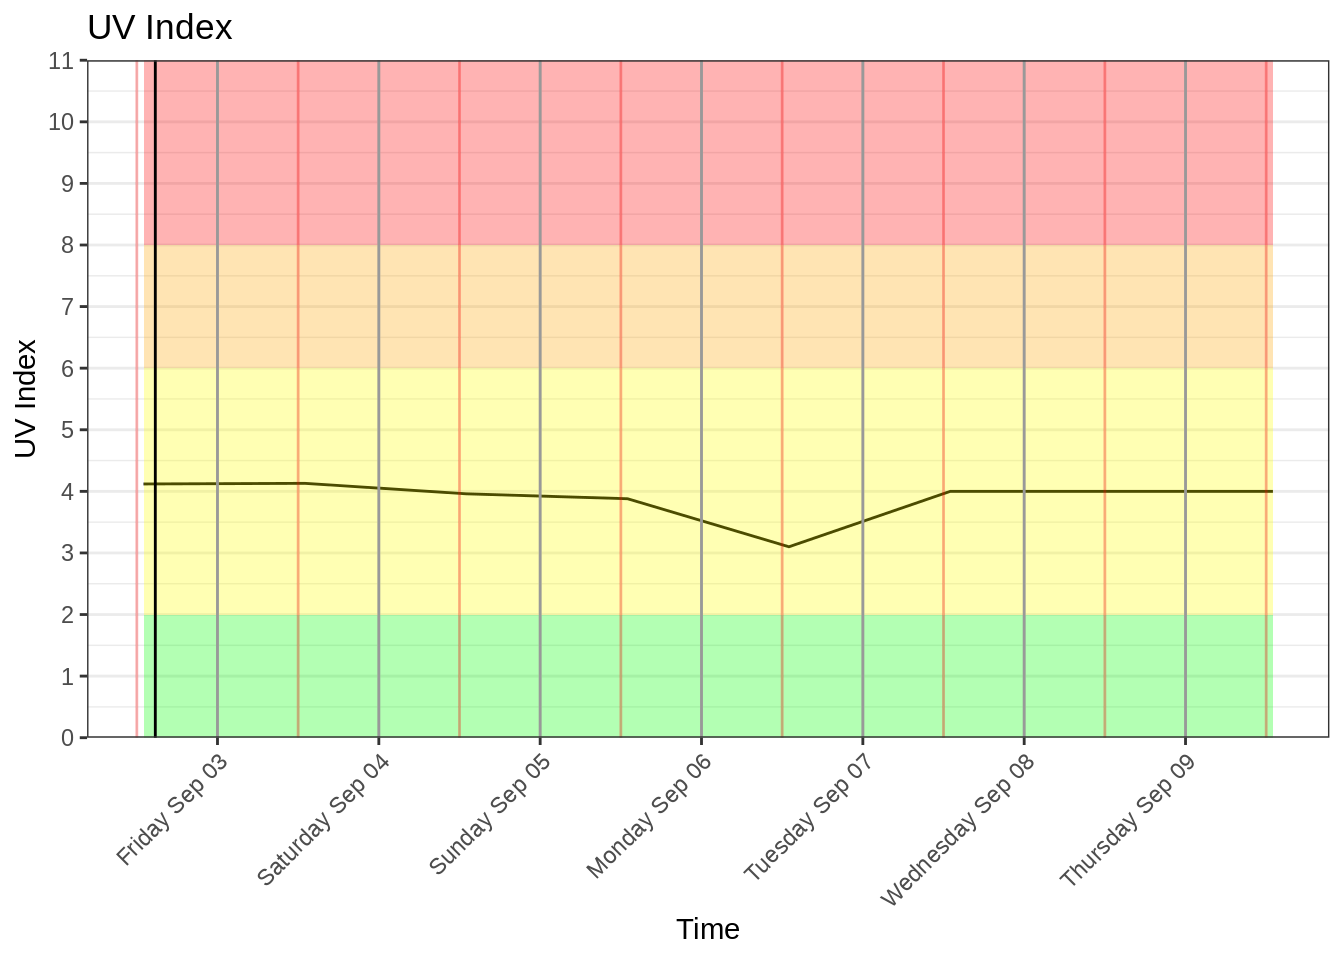 UV Index
11
10
9
8
7
6
5
4
3
2
1
0
UV Index
Friday Sep 03
Saturday Sep 04
Sunday Sep 05
Monday Sep 06
Tuesday Sep 07
Wednesday Sep 08
Thursday Sep 09
Time